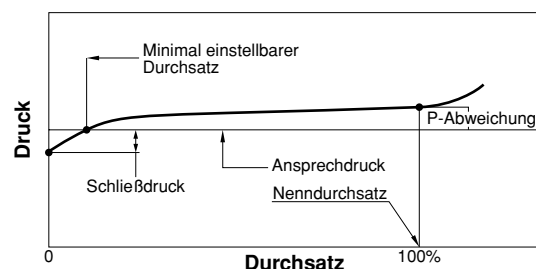 Minimal einstellbarer
Durchsatz
Druck
P-Abweichung
Ansprechdruck
Schließdruck
Nenndurchsatz
0
100%
Durchsatz